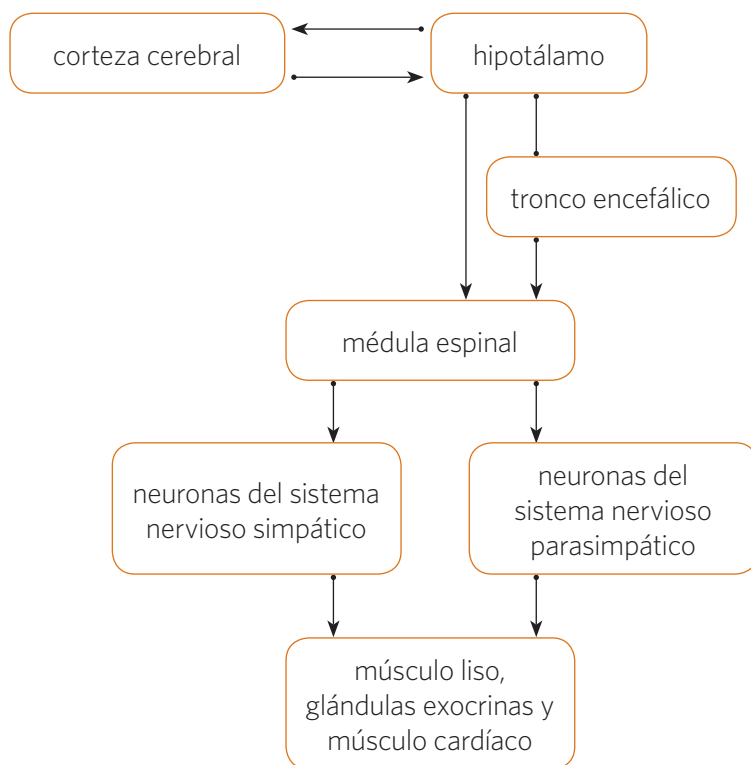 corteza cerebral
hipotálamo
tronco encefálico
médula espinal
neuronas del sistema
nervioso simpático
neuronas del
sistema nervioso
parasimpático
músculo liso,
glándulas exocrinas y
músculo cardíaco